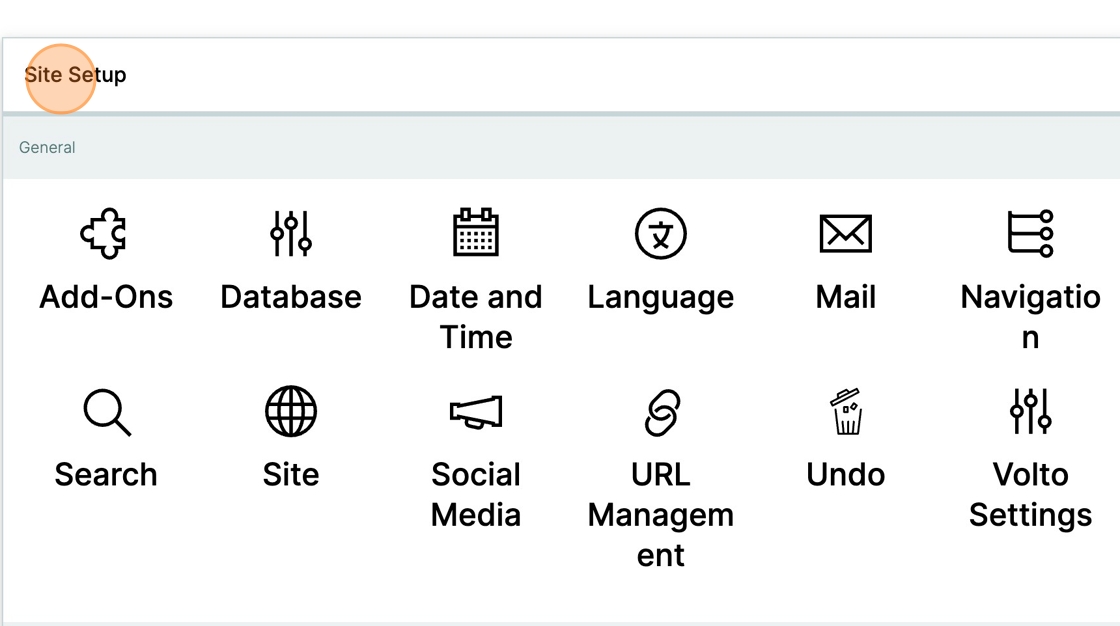 Site Setup
General
Add-Ons
Database
Date and
Time
Language
Mail
Navigatio
n
Search
Site
Social
Media
URL
Managem
ent
Undo
Volto
Settings